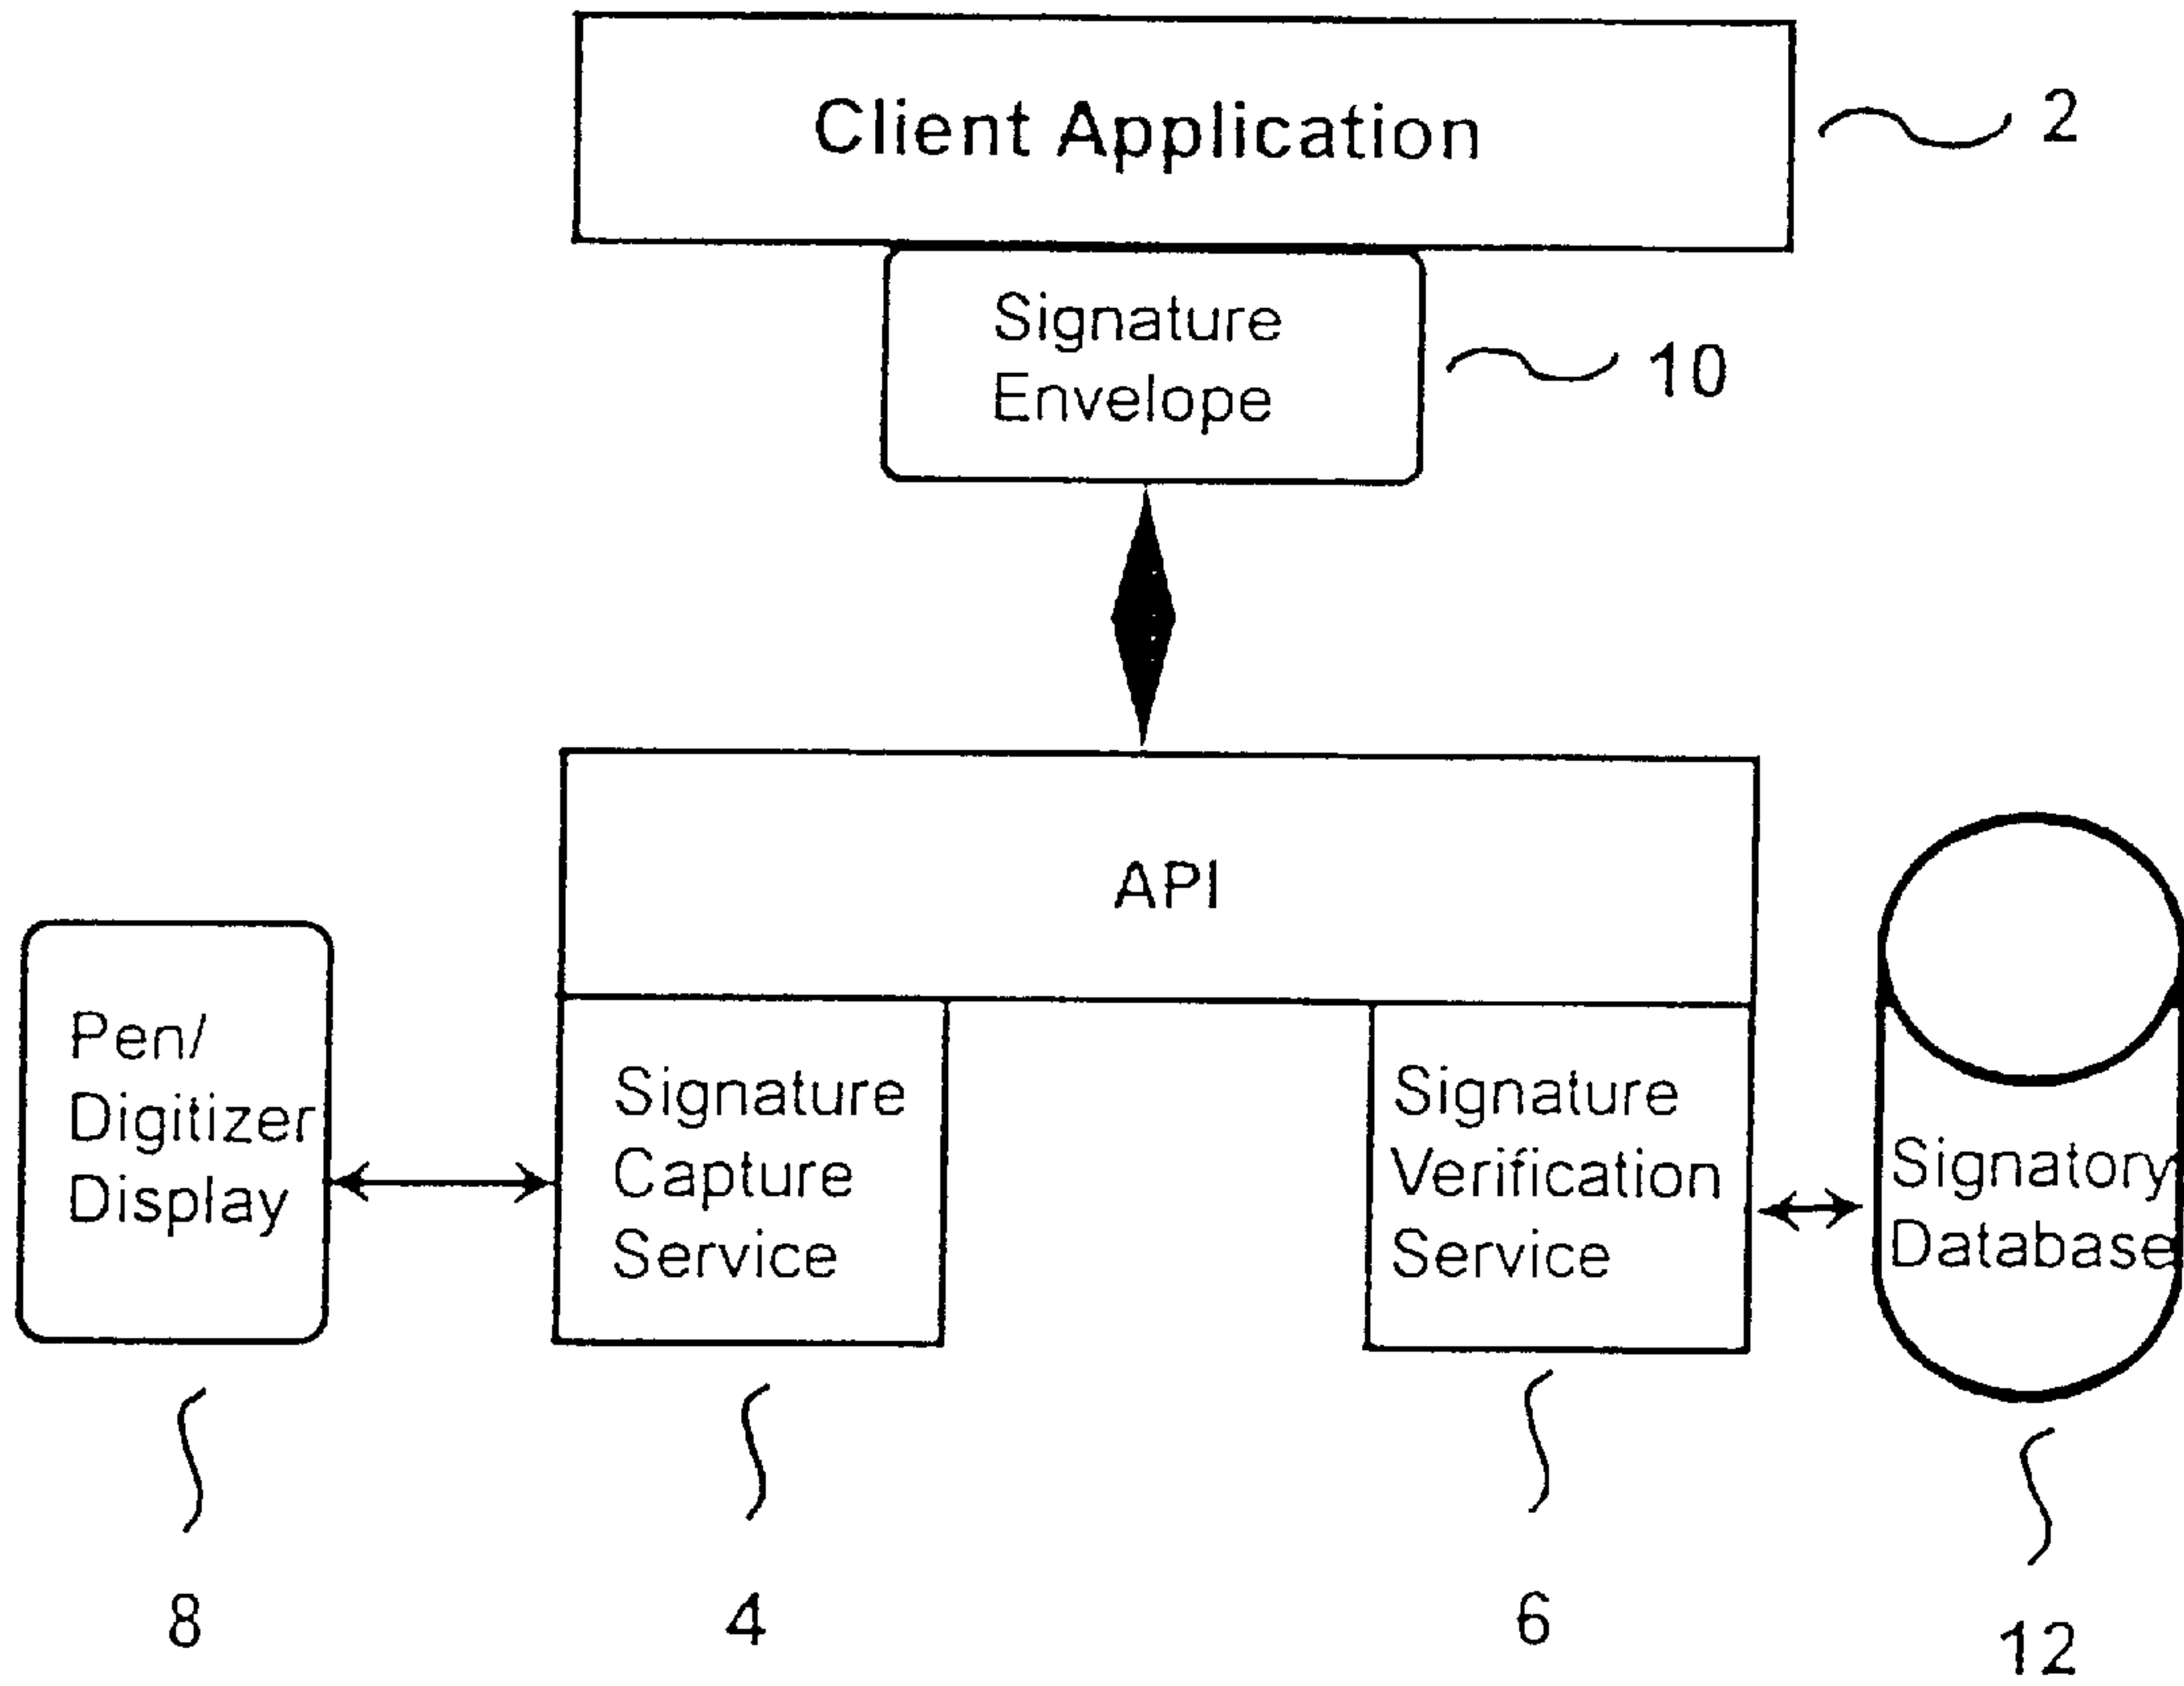 Client Application
2
Signature
Envelope
10
API
Pen/
Digitizer
Display
Signature
Capture
Service
Signature
Verification
Service
Signatory
Database
8
4
6
12